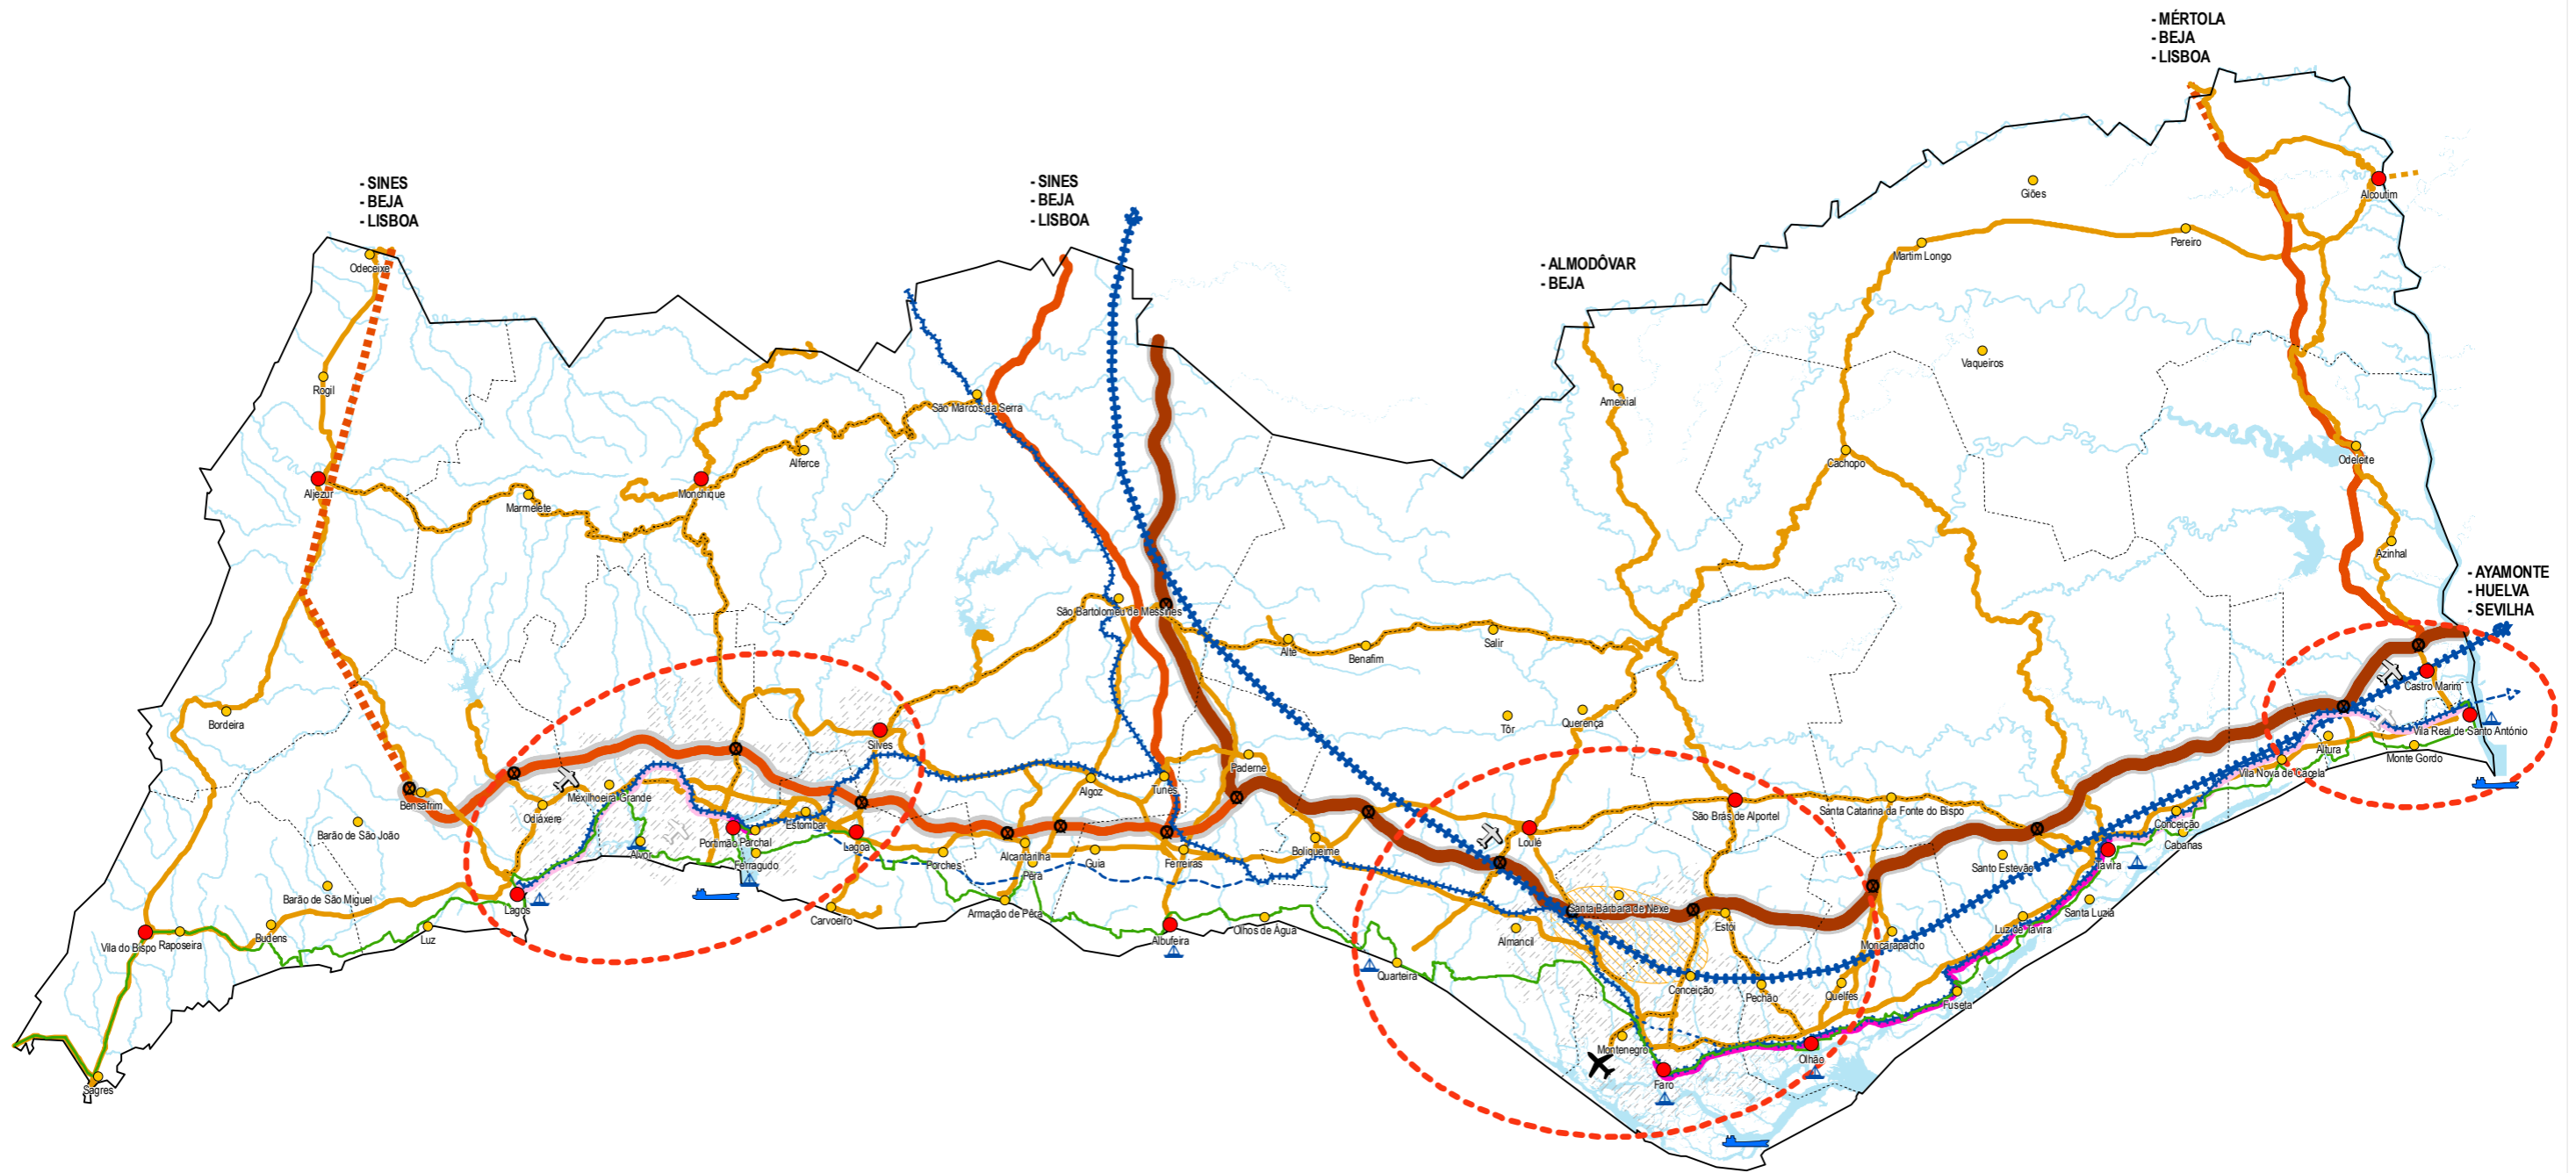 - MÉRTOLA
- BEJA
- LISBOA
- SINES
- BEJA
- LISBOA
- SINES
- BEJA
- LISBOA
- ALMODÔVAR
- BEJA
- AYAMONTE
- HUELVA
- SEVILHA
Odeceixe
Rogil
Aljezur
Marmelete
Monchique
Alferce
São Marcos da Serra
São Bartolomeu de Messines
Bordeira
Bensafrim
Barão de São João
Barão de São Miguel
Vila do Bispo
Raposeira
Budens
Luz
Sagres
Lagos
Odiáxere
Mexilhoeira Grande
Alvor
Portimão
Parchal
Ferragudo
Estombar
Lagoa
Silves
Carvoeiro
Porches
Armação de Pêra
Alcantarilha
Pêra
Algoz
Guia
Tunes
Ferreiras
Albufeira
Olhos de Água
Paderne
Boliqueime
Alte
Benafim
Salir
Tôr
Querença
Ameixial
Loulé
Almancil
Quarteira
Santa Bárbara de Nexe
São Brás de Alportel
Estói
Conceição
Pechão
Quelfes
Montenegro
Faro
Olhão
Moncarapacho
Fuseta
Santa Catarina da Fonte do Bispo
Santo Estevão
Luz de Tavira
Santa Luzia
Tavira
Conceição
Cabanas
Vila Nova de Cacela
Altura
Monte Gordo
Vila Real de Santo António
Castro Marim
Azinhal
Odeleite
Cachopo
Vaqueiros
Martim Longo
Giões
Pereiro
Alcoutim